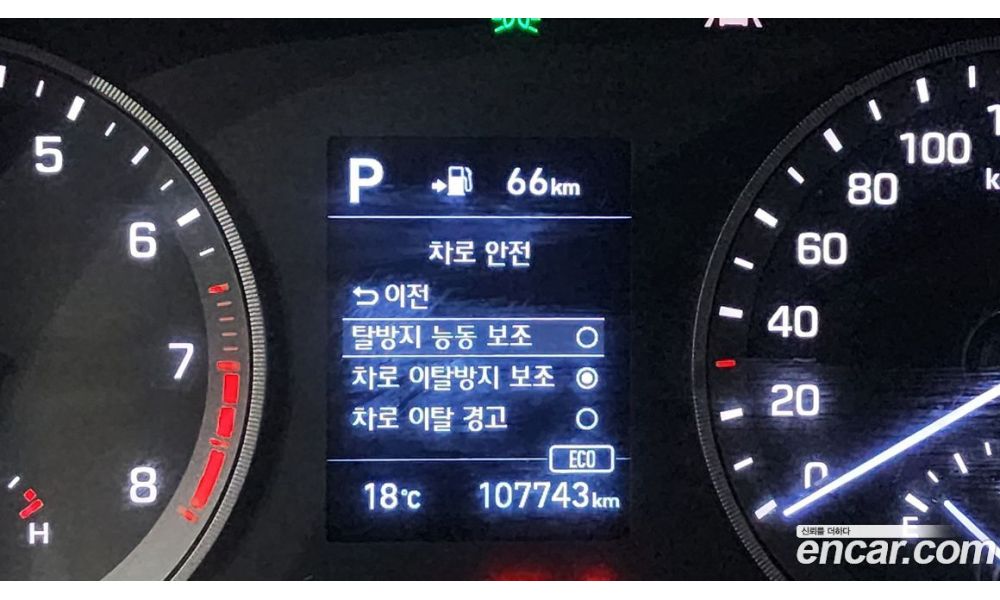 5
6
7
8
H
P 66km
차로 안전
이전
탈방지 능동 보조
차로 이탈방지 보조
차로 이탈 경고
ECO
18°C 107743km
100
80
60
40
20
0
E
신뢰를 더하다
encar.com